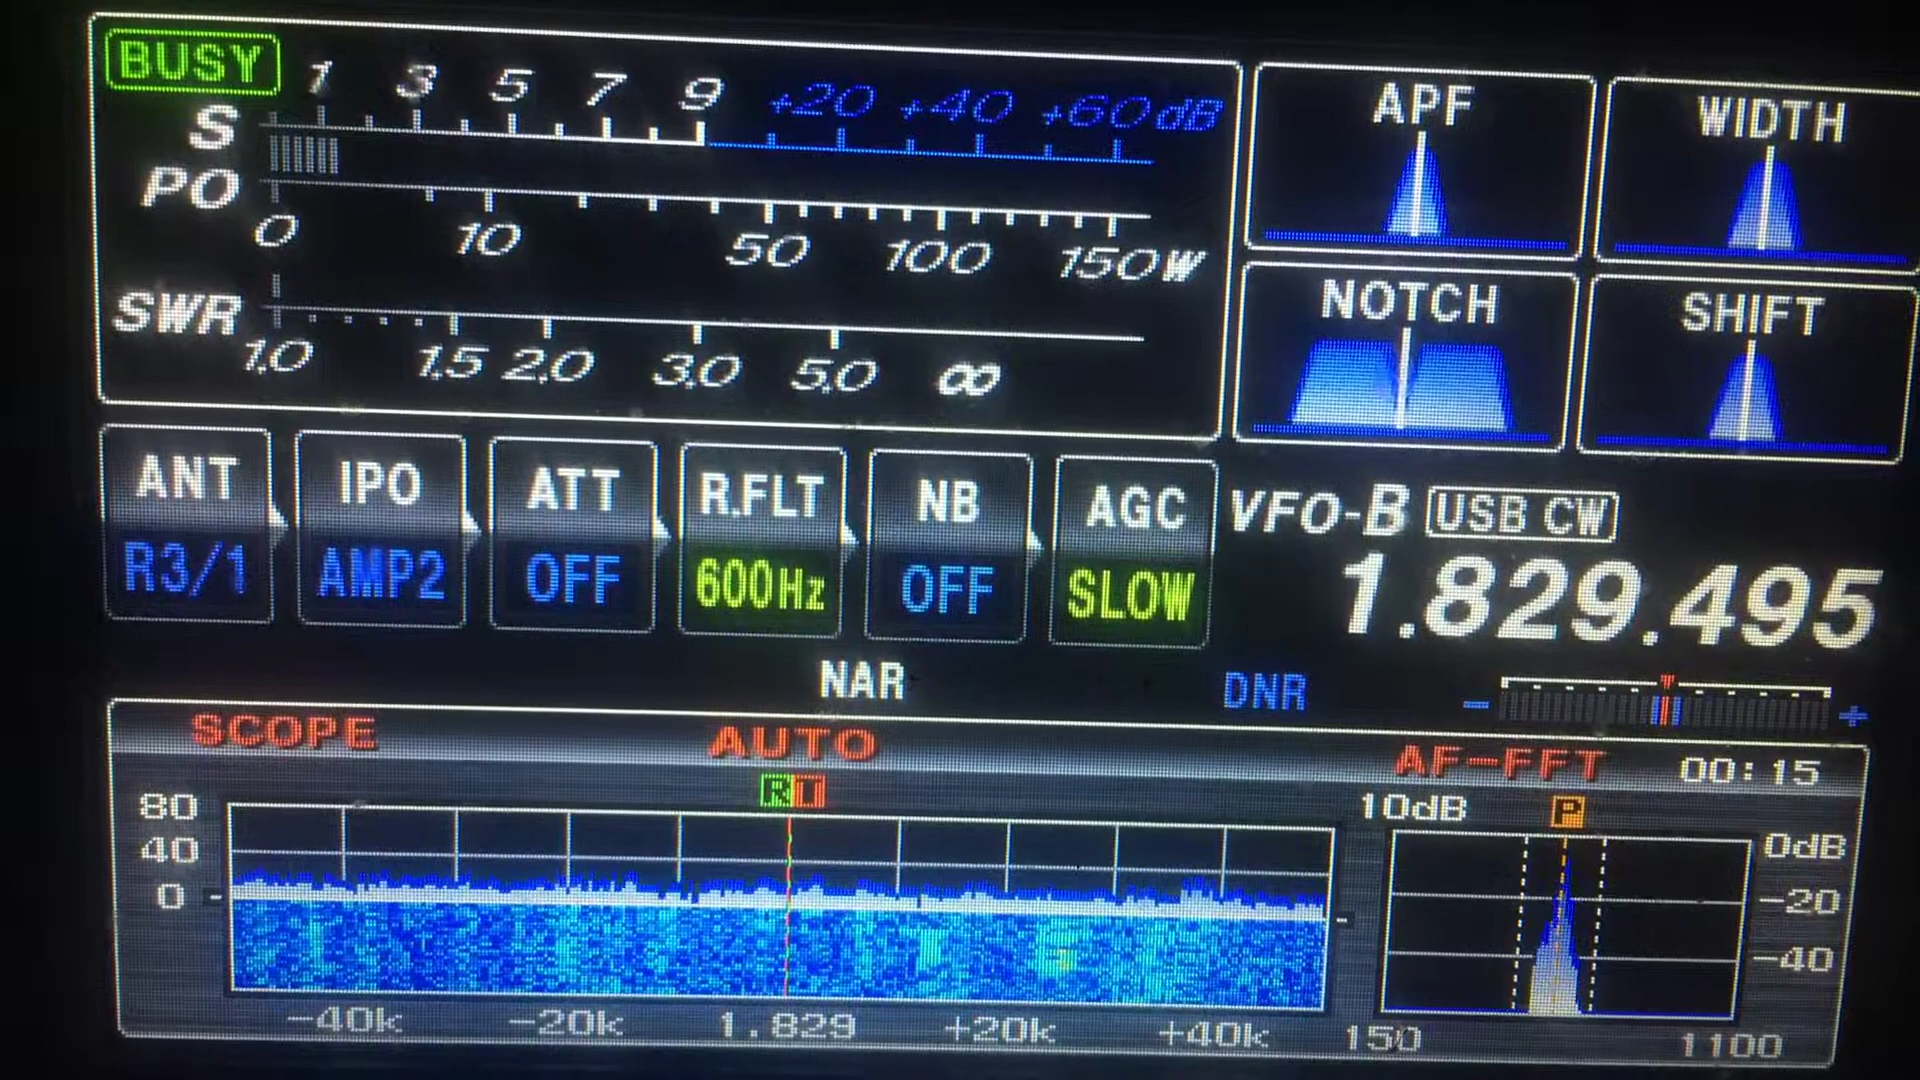 BUSY 1 3 5 7 9 +20 +40 +60dB
S
PO
0 10 50 100 150W
SWR
1.0 1.5 2.0 3.0 5.0 ∞
APF WIDTH
NOTCH SHIFT
ANT IPO ATT R.FLT NB AGC
R3/1 AMP2 OFF 600Hz OFF SLOW
VFO-B USB CW
1.829.495
NAR DNR - +
SCOPE AUTO AF-FFT 00:15
R T
10dB P
80
40
0
0dB
-20
-40
-40k -20k 1.829 +20k +40k
150 1100